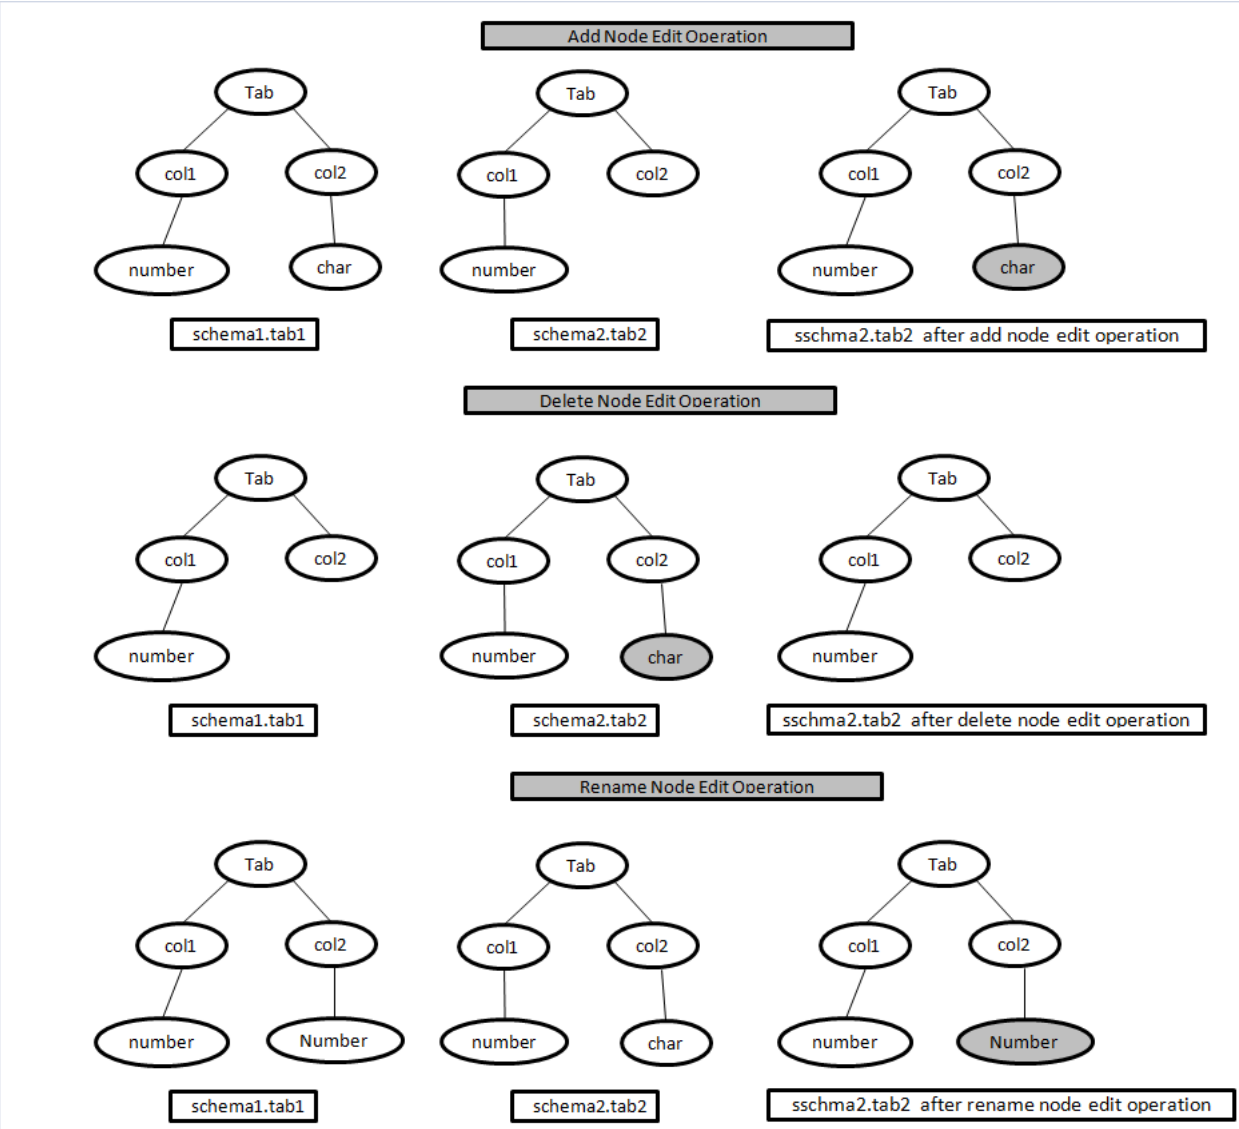 Add Node Edit Operation
Tab Tab Tab
col1 col2 col1 col2 col1 col2
number char number number char
schema1.tab1 schema2.tab2 sschma2.tab2 after add node edit operation
Delete Node Edit Operation
Tab Tab Tab
col1 col2 col1 col2 col1 col2
number number char number
schema1.tab1 schema2.tab2 sschma2.tab2 after delete node edit operation
Rename Node Edit Operation
Tab Tab Tab
col1 col2 col1 col2 col1 col2
number Number number char number Number
schema1.tab1 schema2.tab2 sschma2.tab2 after rename node edit operation